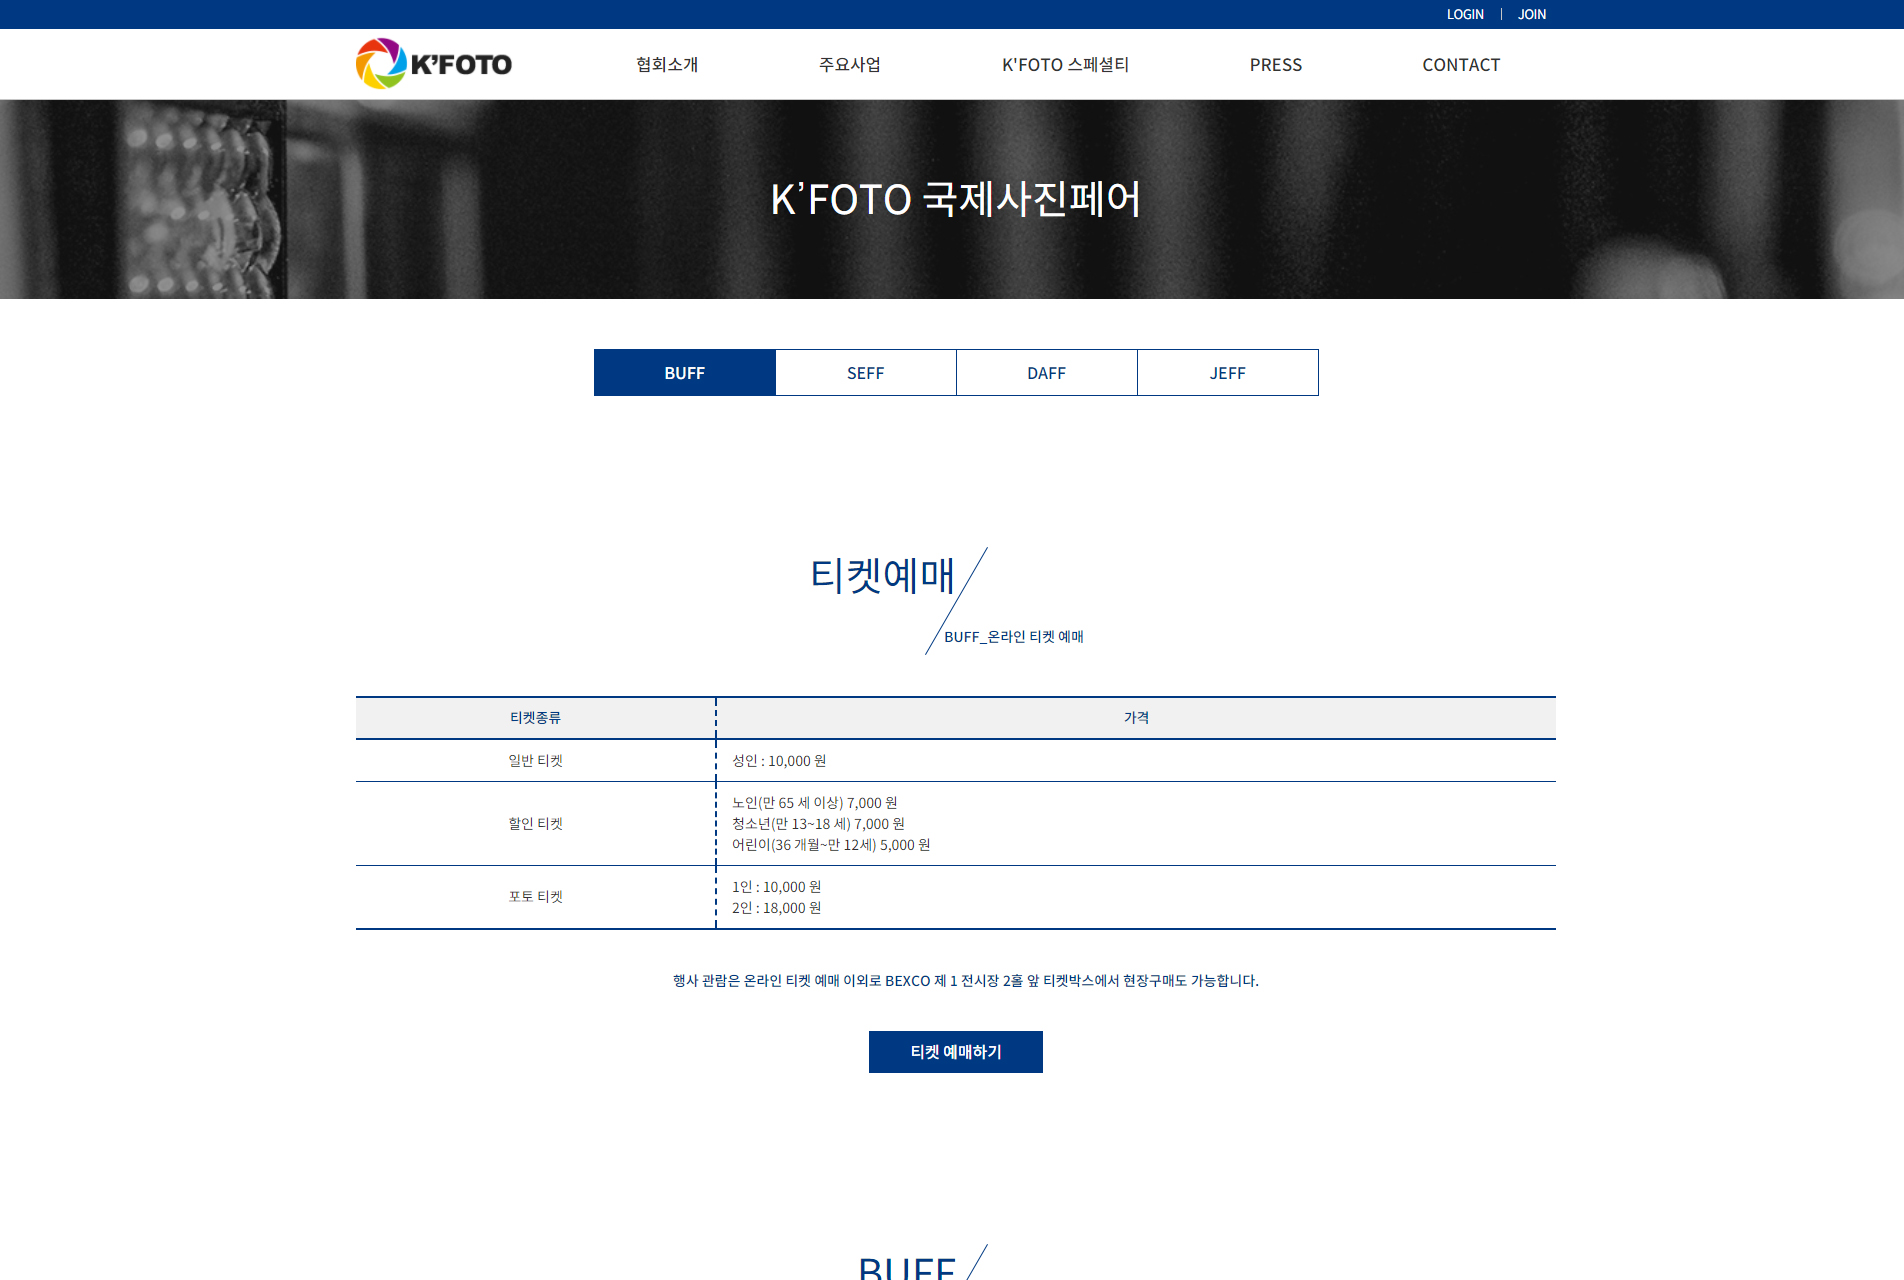 LOGIN | JOIN
K'FOTO
협회소개
주요사업
K'FOTO 스페셜티
PRESS
CONTACT
K’FOTO 국제사진페어
BUFF
SEFF
DAFF
JEFF
티켓예매
BUFF_온라인 티켓 예매
티켓종류
가격
일반 티켓
성인 : 10,000 원
할인 티켓
노인(만 65 세 이상) 7,000 원
청소년(만 13~18 세) 7,000 원
어린이(36 개월~만 12세) 5,000 원
포토 티켓
1인 : 10,000 원
2인 : 18,000 원
행사 관람은 온라인 티켓 예매 이외로 BEXCO 제 1 전시장 2홀 앞 티켓박스에서 현장구매도 가능합니다.
티켓 예매하기
BUFF